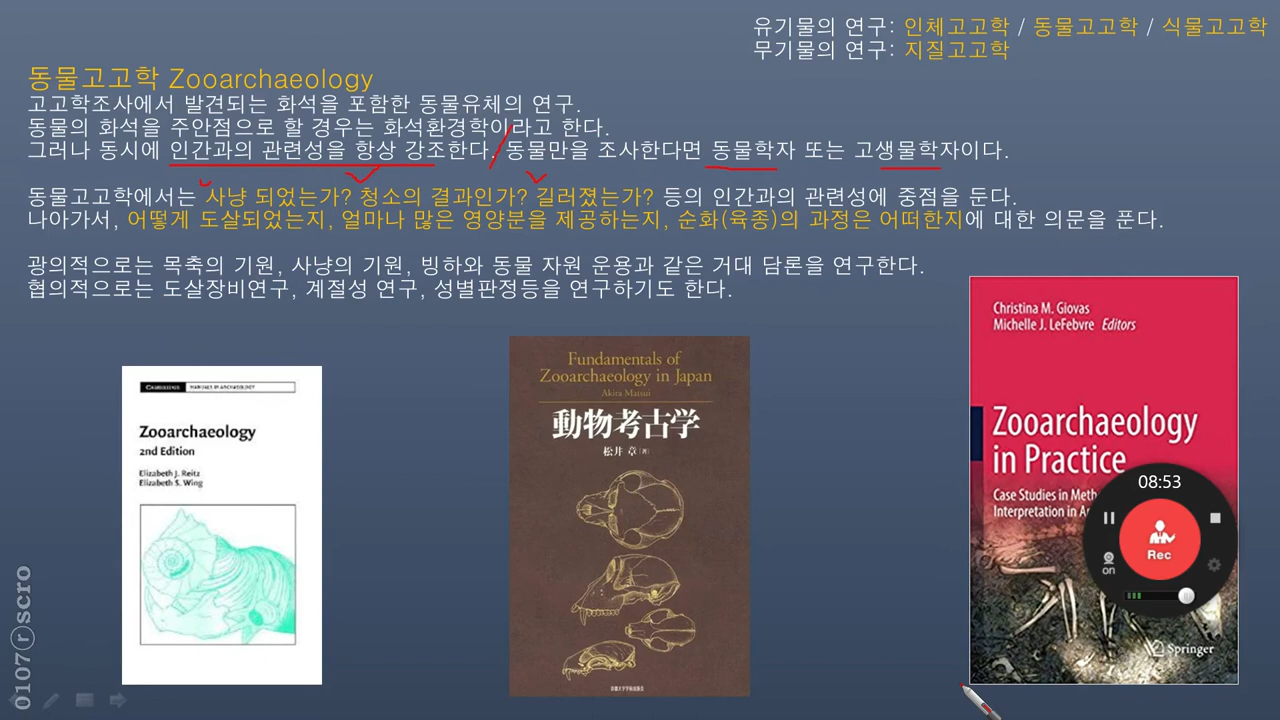 유기물의 연구: 인체고고학 / 동물고고학 / 식물고고학
무기물의 연구: 지질고고학
동물고고학 Zooarchaeology
고고학조사에서 발견되는 화석을 포함한 동물유체의 연구.
동물의 화석을 주안점으로 할 경우는 화석환경학이라고 한다.
그러나 동시에 인간과의 관련성을 항상 강조한다. 동물만을 조사한다면 동물학자 또는 고생물학자이다.
동물고고학에서는 사냥 되었는가? 청소의 결과인가? 길러졌는가? 등의 인간과의 관련성에 중점을 둔다.
나아가서, 어떻게 도살되었는지, 얼마나 많은 영양분을 제공하는지, 순화(육종)의 과정은 어떠한지에 대한 의문을 푼다.
광의적으로는 목축의 기원, 사냥의 기원, 빙하와 동물 자원 운용과 같은 거대 담론을 연구한다.
협의적으로는 도살장비연구, 계절성 연구, 성별판정등을 연구하기도 한다.
CAMBRIDGE MANUALS IN ARCHAEOLOGY
Zooarchaeology
2nd Edition
Elizabeth J. Reitz
Elizabeth S. Wing
Fundamentals of
Zooarchaeology in Japan
Akira Matsui
動物考古学
松井 章
Christina M. Giovas
Michelle J. LeFebvre Editors
Zooarchaeology
in Practice
Case Studies in Meth
Interpretation in Ar
Springer
08:53
Rec
on
0107ⓡscro